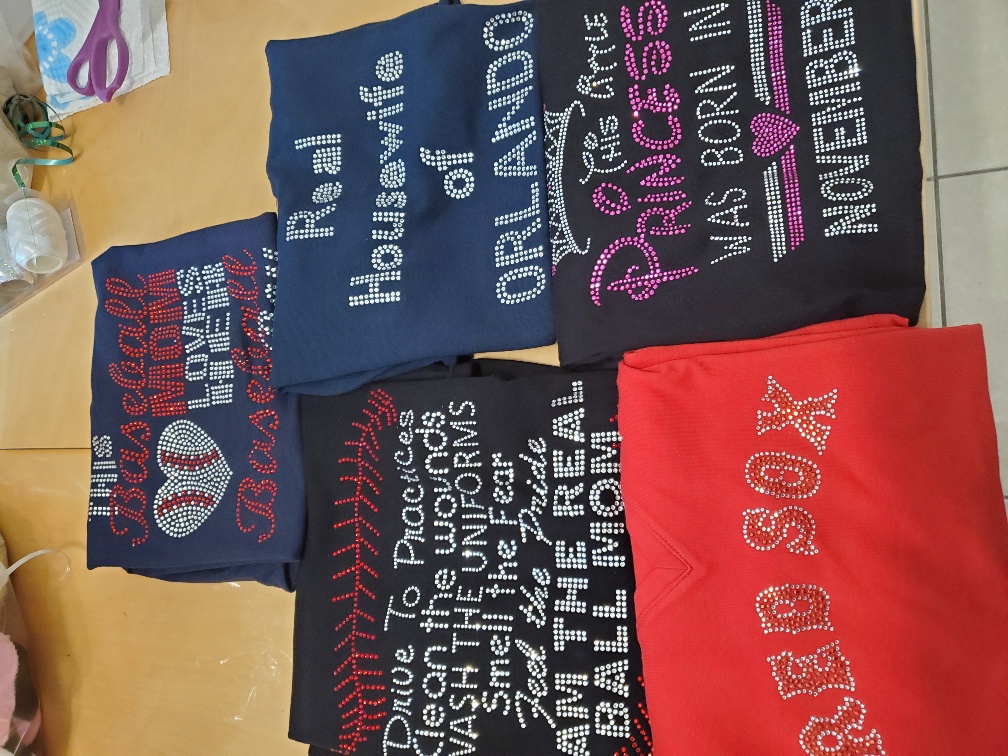 This
Baseball
MOM
LOVES
Baseball
Real
Housewife
of
ORLANDO
This
PRINCESS
WAS BORN IN
NOVEMBER
Drive To Practices
Clean the wounds
WASH THE UNIFORMS
Smell the Fear
Feel the Pride
AM THE REAL
BALL MOM
RED SOX